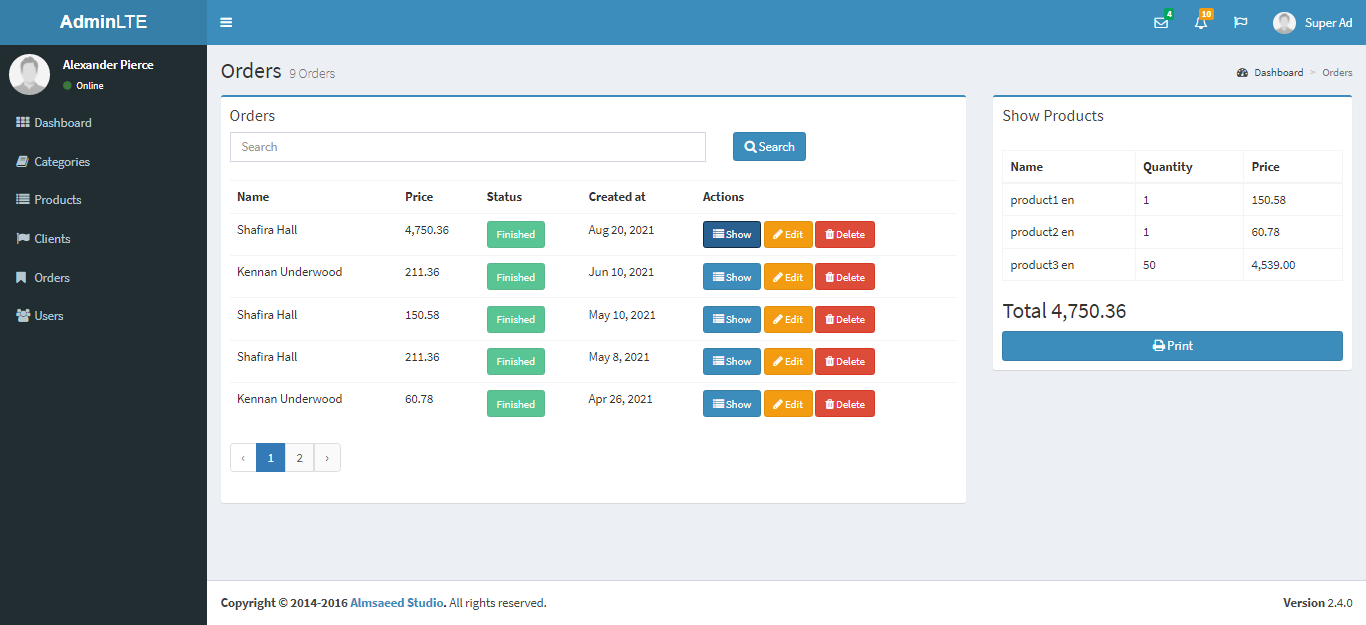 AdminLTE
4
10
Super Ad
Alexander Pierce
Online
Dashboard
Categories
Products
Clients
Orders
Users
Orders 9 Orders
Dashboard > Orders
Orders
Search
Search
Name Price Status Created at Actions
Shafira Hall 4,750.36 Finished Aug 20, 2021 Show Edit Delete
Kennan Underwood 211.36 Finished Jun 10, 2021 Show Edit Delete
Shafira Hall 150.58 Finished May 10, 2021 Show Edit Delete
Shafira Hall 211.36 Finished May 8, 2021 Show Edit Delete
Kennan Underwood 60.78 Finished Apr 26, 2021 Show Edit Delete
‹ 1 2 ›
Show Products
Name Quantity Price
product1 en 1 150.58
product2 en 1 60.78
product3 en 50 4,539.00
Total 4,750.36
Print
Copyright © 2014-2016 Almsaeed Studio. All rights reserved.
Version 2.4.0